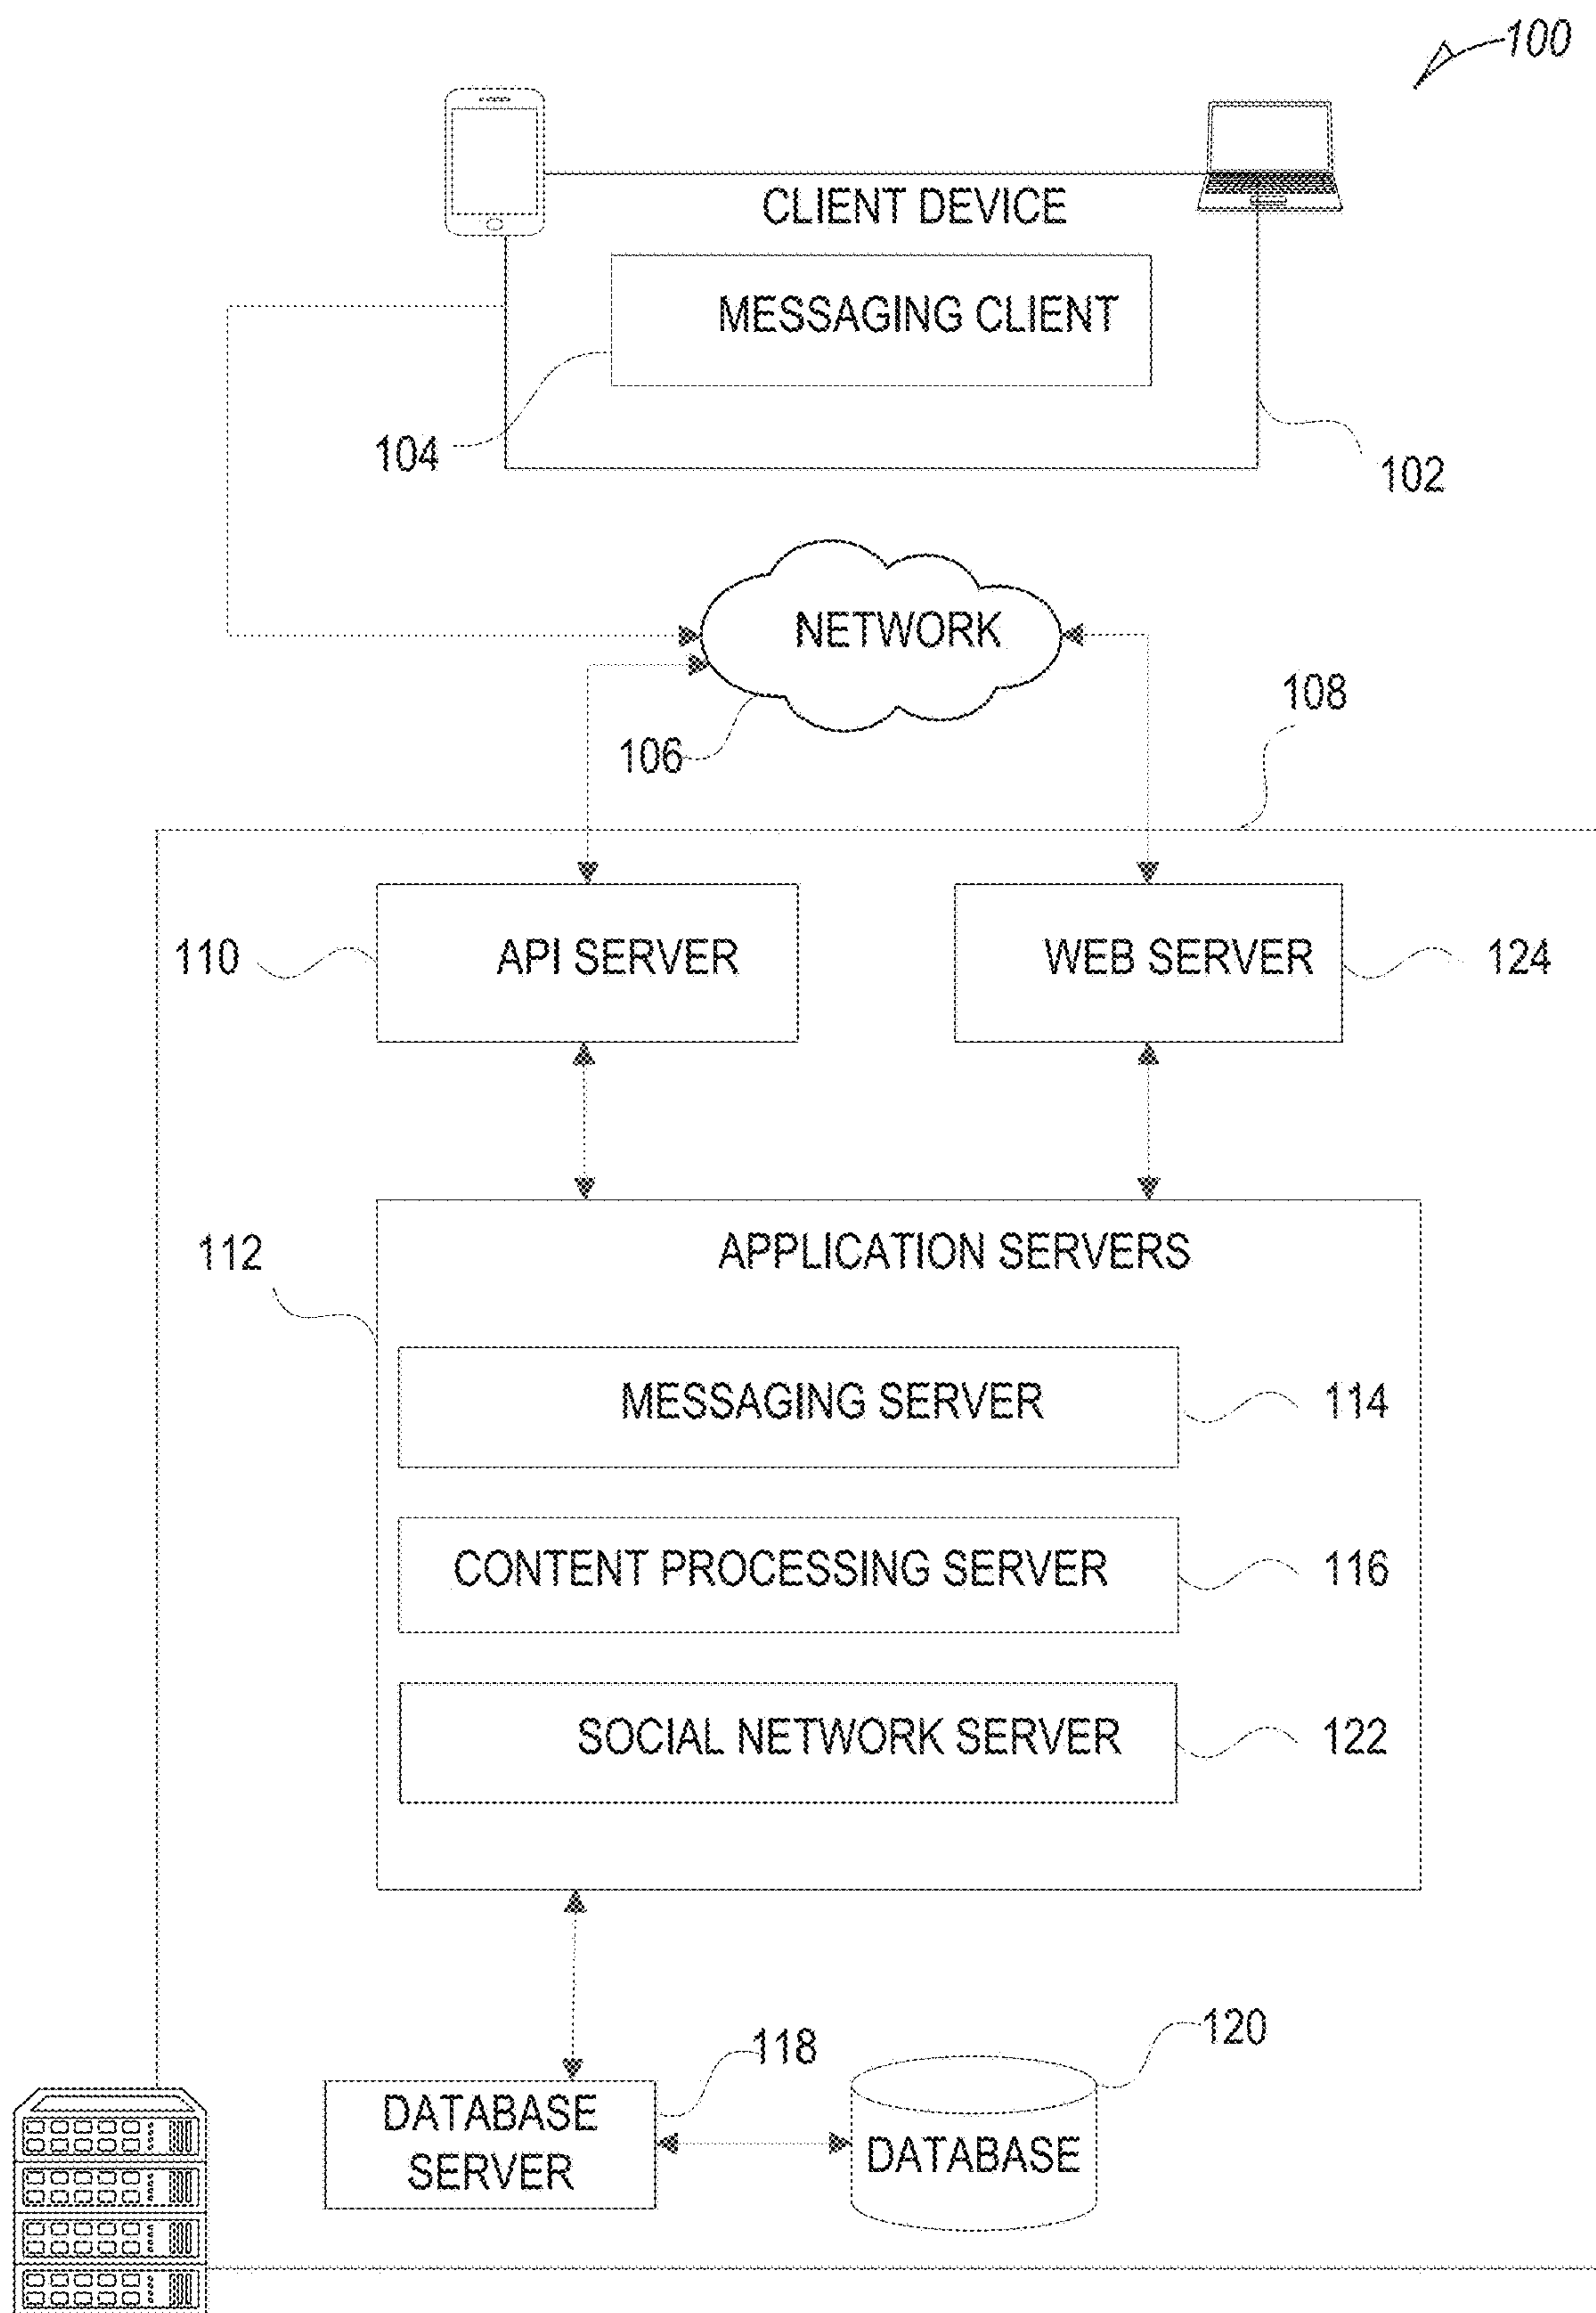 100
CLIENT DEVICE
MESSAGING CLIENT
104
102
NETWORK
106
108
110
API SERVER
WEB SERVER
124
112
APPLICATION SERVERS
MESSAGING SERVER
114
CONTENT PROCESSING SERVER
116
SOCIAL NETWORK SERVER
122
118
120
DATABASE
SERVER
DATABASE